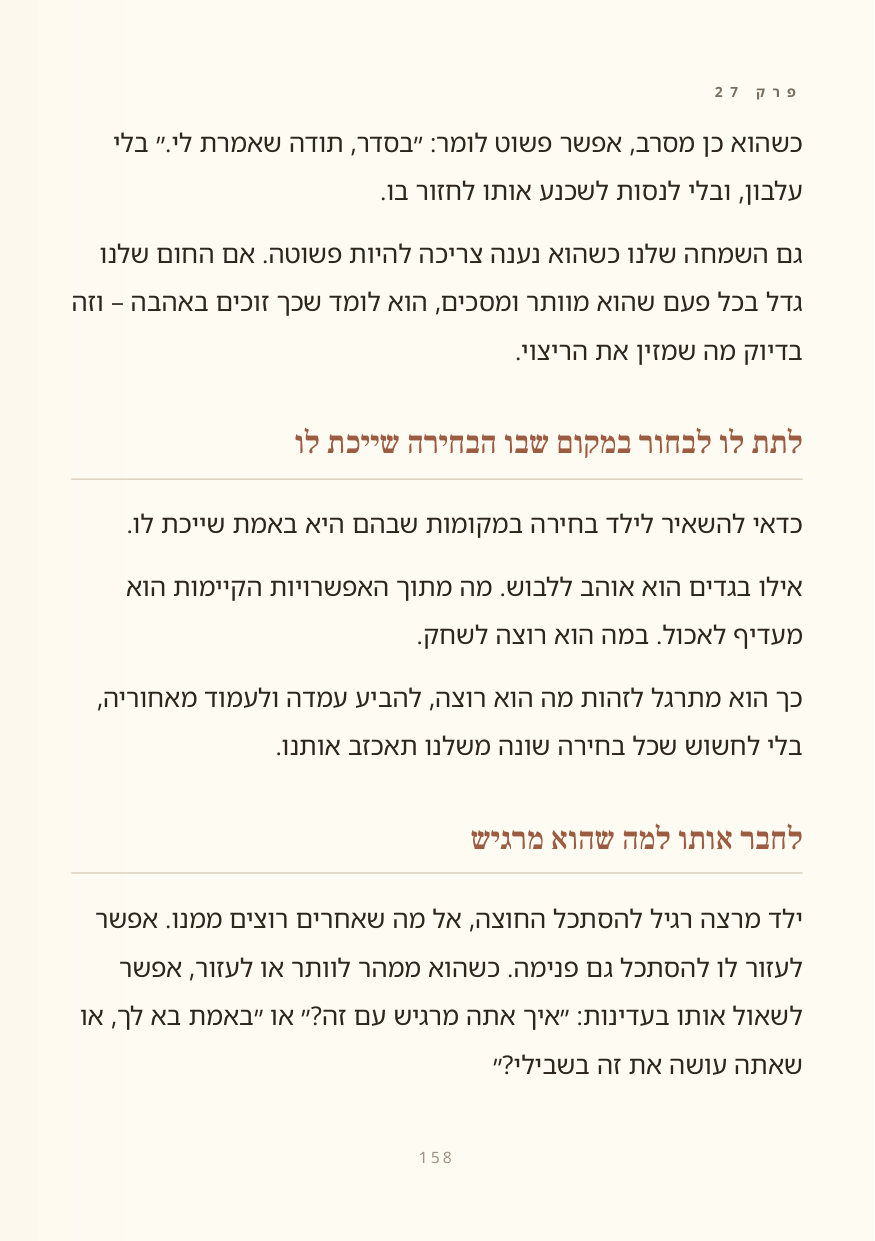 פרק 27
כשהוא כן מסרב, אפשר פשוט לומר: ״בסדר, תודה שאמרת לי.״ בלי
עלבון, ובלי לנסות לשכנע אותו לחזור בו.
גם השמחה שלנו כשהוא נענה צריכה להיות פשוטה. אם החום שלנו
גדל בכל פעם שהוא מוותר ומסכים, הוא לומד שכך זוכים באהבה – וזה
בדיוק מה שמזין את הריצוי.
לתת לו לבחור במקום שבו הבחירה שייכת לו
כדאי להשאיר לילד בחירה במקומות שבהם היא באמת שייכת לו.
אילו בגדים הוא אוהב ללבוש. מה מתוך האפשרויות הקיימות הוא
מעדיף לאכול. במה הוא רוצה לשחק.
כך הוא מתרגל לזהות מה הוא רוצה, להביע עמדה ולעמוד מאחוריה,
בלי לחשוש שכל בחירה שונה משלנו תאכזב אותנו.
לחבר אותו למה שהוא מרגיש
ילד מרצה רגיל להסתכל החוצה, אל מה שאחרים רוצים ממנו. אפשר
לעזור לו להסתכל גם פנימה. כשהוא ממהר לוותר או לעזור, אפשר
לשאול אותו בעדינות: ״איך אתה מרגיש עם זה?״ או ״באמת בא לך, או
שאתה עושה את זה בשבילי?״
158